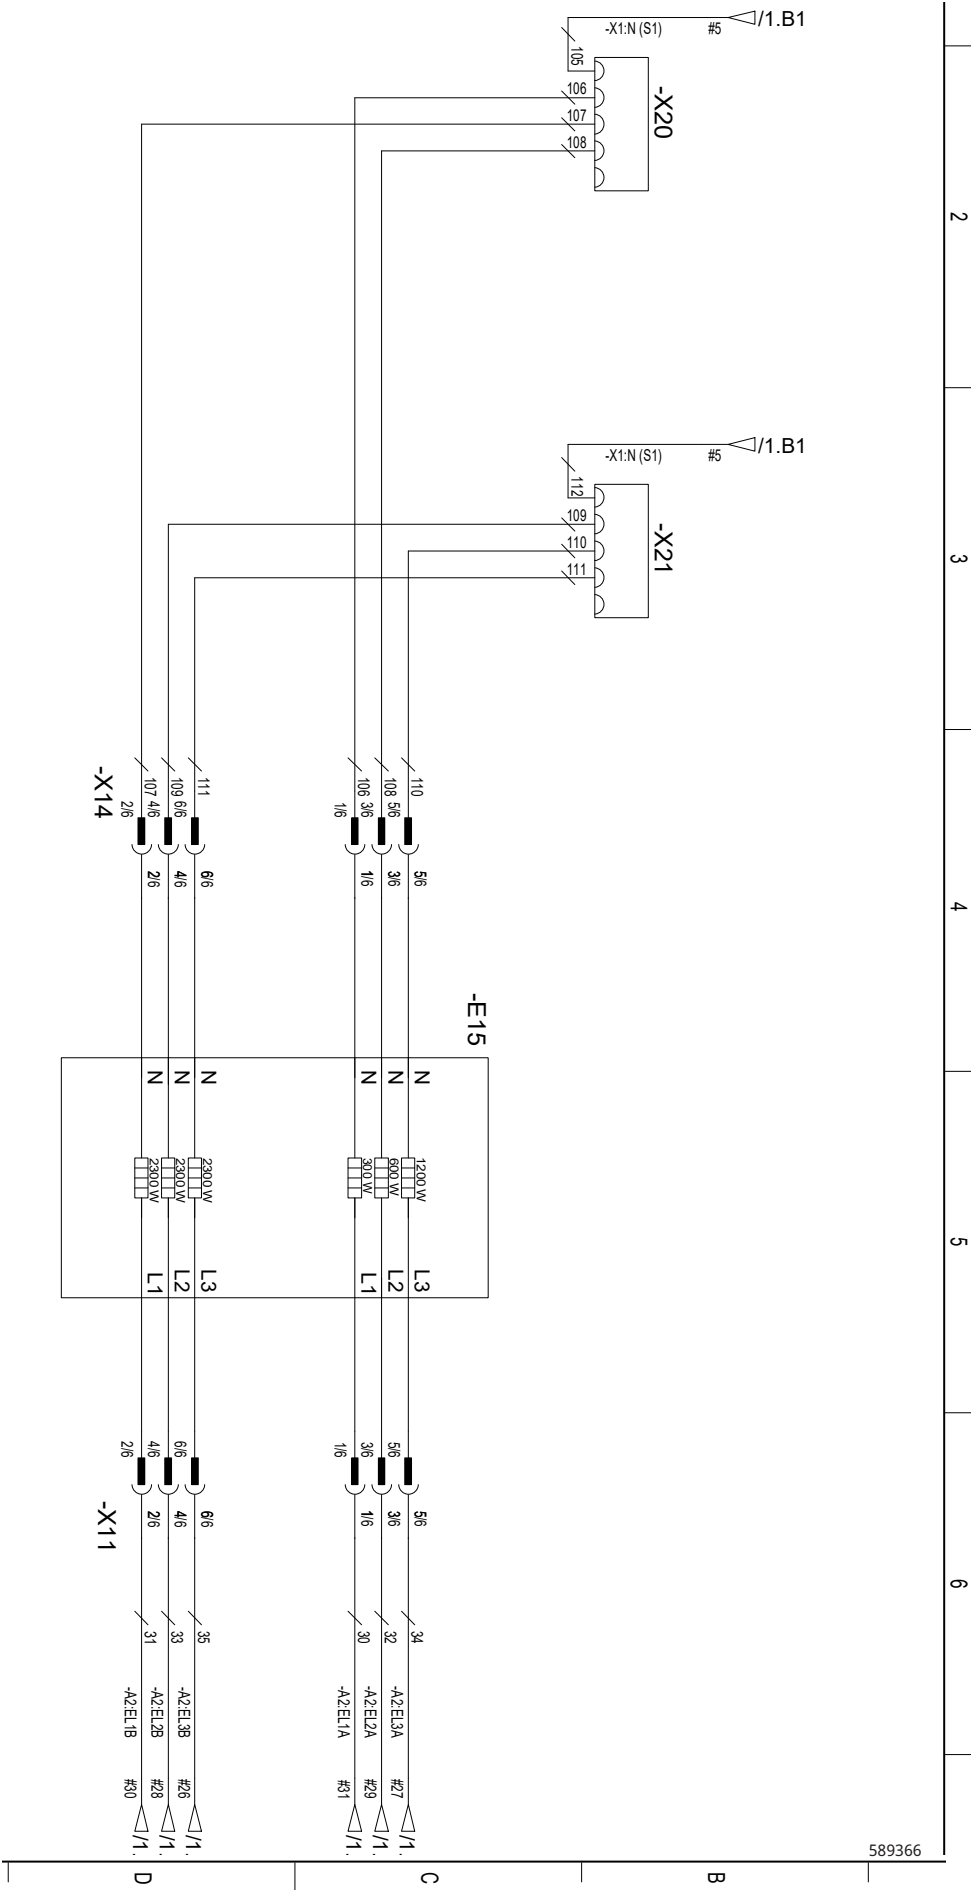 -X1:N (S1)
#5
/1.B1
105
106
107
108
-X20
2
-X1:N (S1)
#5
/1.B1
112
109
110
111
-X21
3
107
109
111
106
108
110
-X14
2/6
4/6
6/6
1/6
3/6
5/6
2/6
4/6
6/6
1/6
3/6
5/6
4
-E15
N
N
N
N
N
N
2300 W
2300 W
2300 W
300 W
600 W
1200 W
5
L1
L2
L3
L1
L2
L3
2/6
4/6
6/6
1/6
3/6
5/6
-X11
2/6
4/6
6/6
1/6
3/6
5/6
6
31
33
35
30
32
34
-A2:EL1B
-A2:EL2B
-A2:EL3B
-A2:EL1A
-A2:EL2A
-A2:EL3A
#30
#28
#26
#31
#29
#27
/1.
/1.
/1.
/1.
/1.
/1.
589366
D
C
B